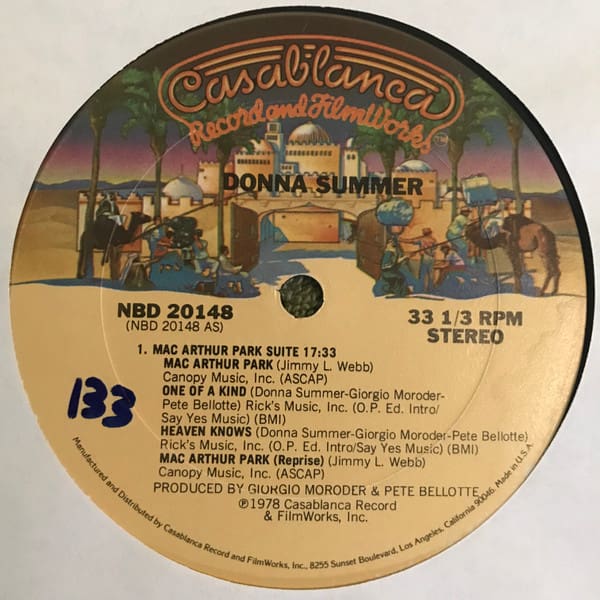 Casablanca
Record and FilmWorks
DONNA SUMMER
NBD 20148
(NBD 20148 AS)
33 1/3 RPM
STEREO
1. MAC ARTHUR PARK SUITE 17:33
MAC ARTHUR PARK (Jimmy L. Webb)
Canopy Music, Inc. (ASCAP)
ONE OF A KIND (Donna Summer-Giorgio Moroder-
Pete Bellotte) Rick's Music, Inc. (O.P. Ed. Intro/
Say Yes Music) (BMI)
HEAVEN KNOWS (Donna Summer-Giorgio Moroder-Pete Bellotte)
Rick's Music, Inc. (O.P. Ed. Intro/Say Yes Music) (BMI)
MAC ARTHUR PARK (Reprise) (Jimmy L. Webb)
Canopy Music, Inc. (ASCAP)
PRODUCED BY GIORGIO MORODER & PETE BELLOTTE
℗1978 Casablanca Record
& FilmWorks, Inc.
133
Manufactured and Distributed by Casablanca Record and FilmWorks, Inc., 8255 Sunset Boulevard, Los Angeles, California 90046. Made in U.S.A.